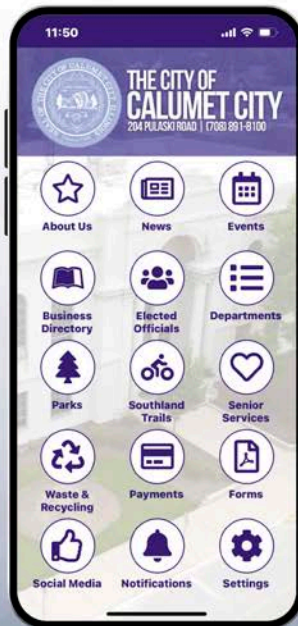 11:50
THE CITY OF
CALUMET CITY
204 PULASKI ROAD | (708) 891-8100
About Us
News
Events
Business
Directory
Elected
Officials
Departments
Parks
Southland
Trails
Senior
Services
Waste &
Recycling
Payments
Forms
Social Media
Notifications
Settings